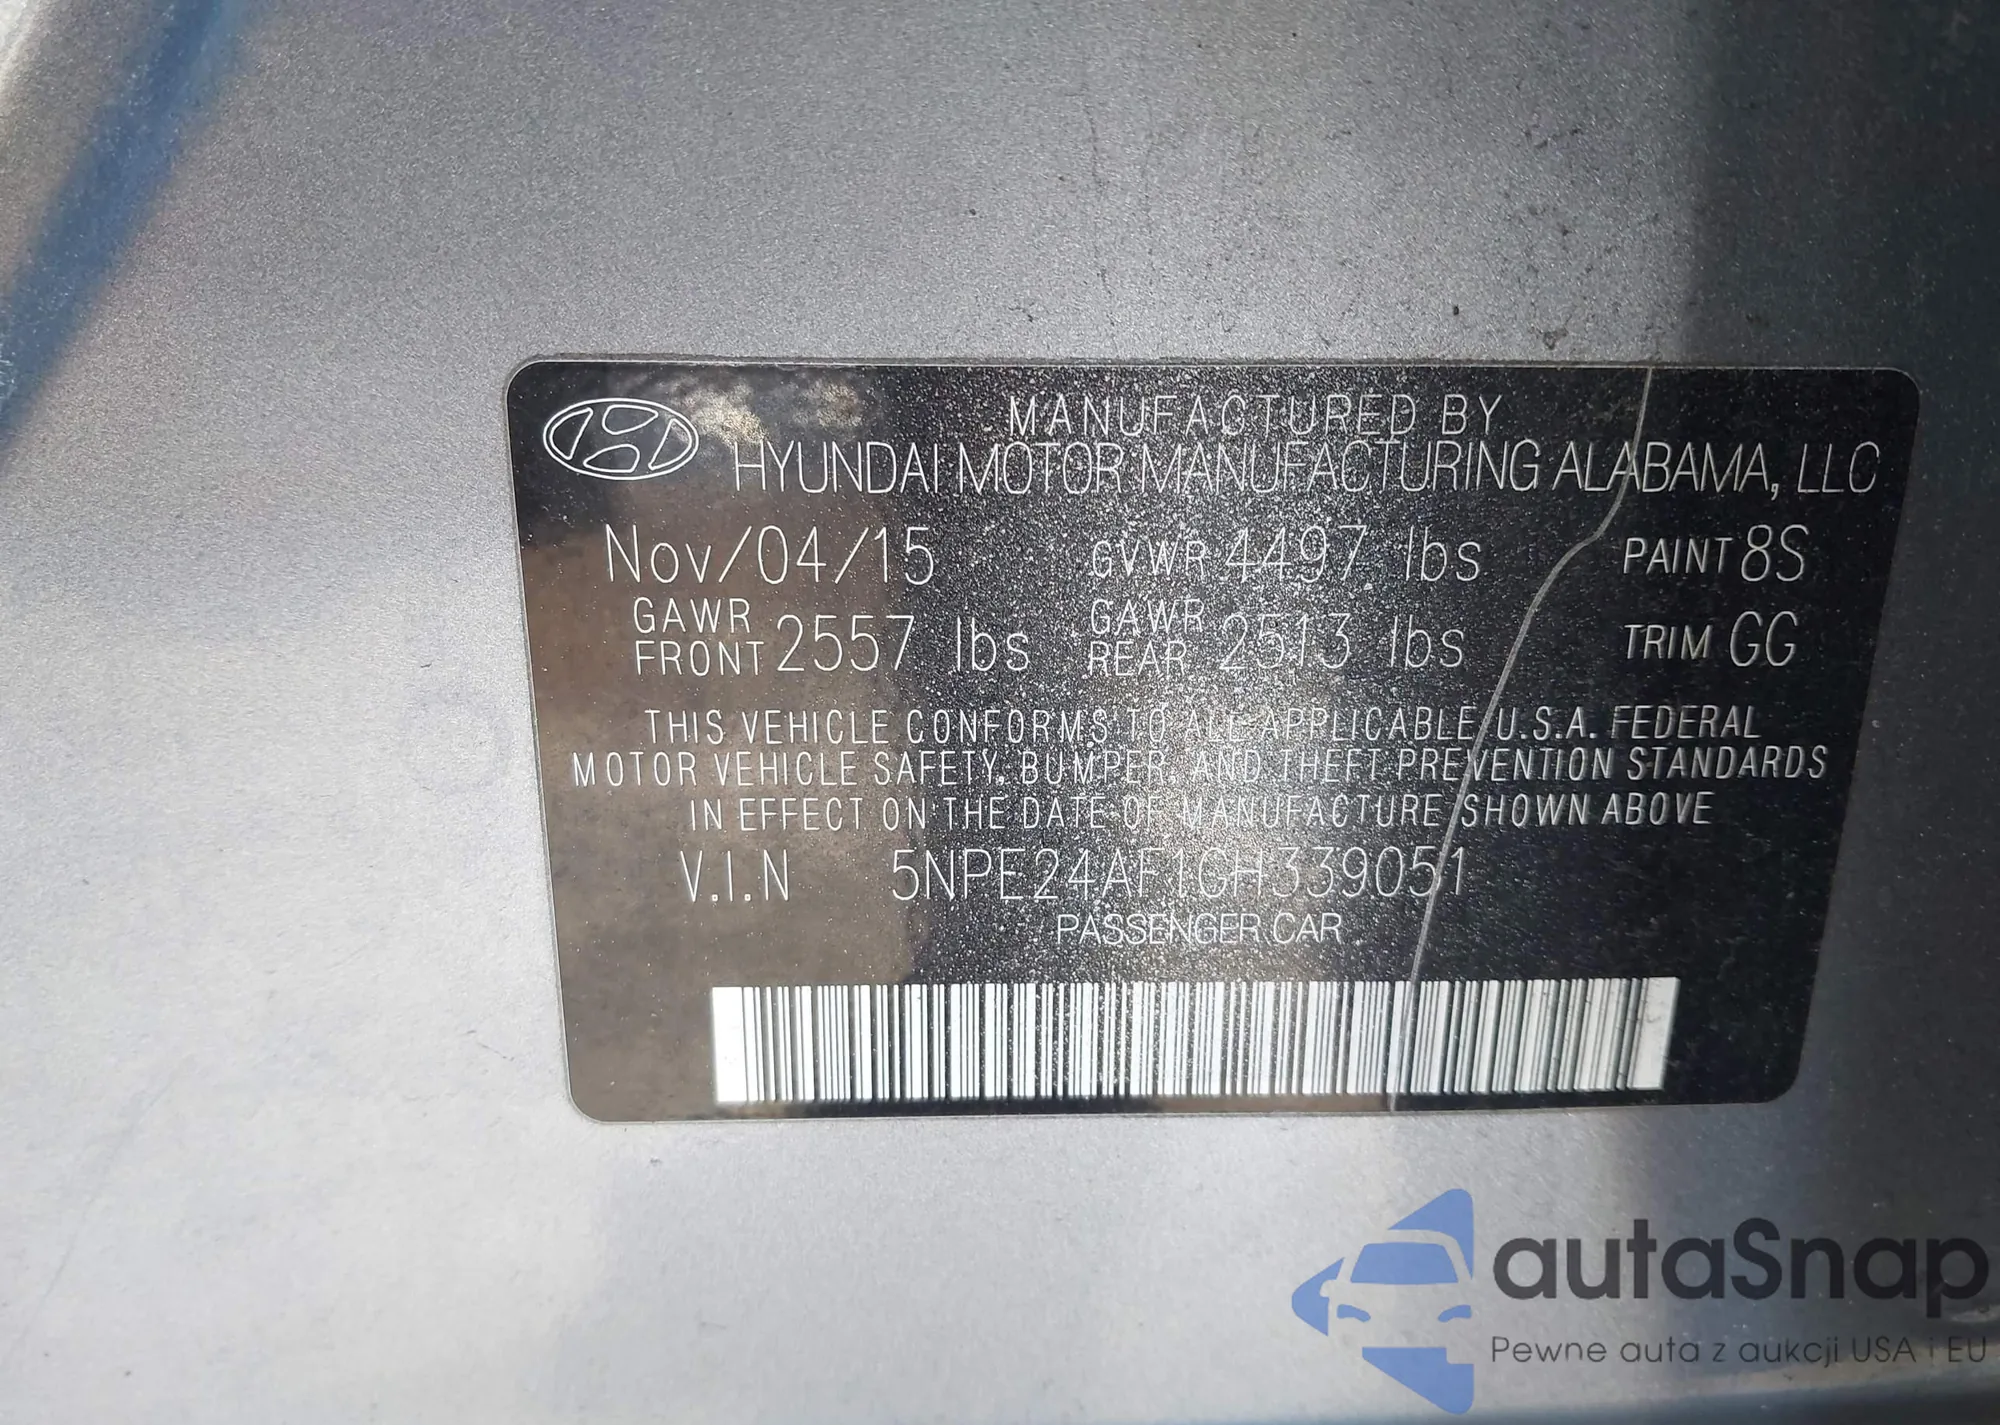 MANUFACTURED BY
HYUNDAI MOTOR MANUFACTURING ALABAMA, LLC
Nov/04/15 GVWR 4497 lbs PAINT 8S
GAWR FRONT 2557 lbs GAWR REAR 2513 lbs TRIM GG
THIS VEHICLE CONFORMS TO ALL APPLICABLE U.S.A. FEDERAL
MOTOR VEHICLE SAFETY, BUMPER, AND THEFT PREVENTION STANDARDS
IN EFFECT ON THE DATE OF MANUFACTURE SHOWN ABOVE
V.I.N 5NPE24AF1GH339051
PASSENGER CAR
autaSnap
Pewne auta z aukcji USA i EU